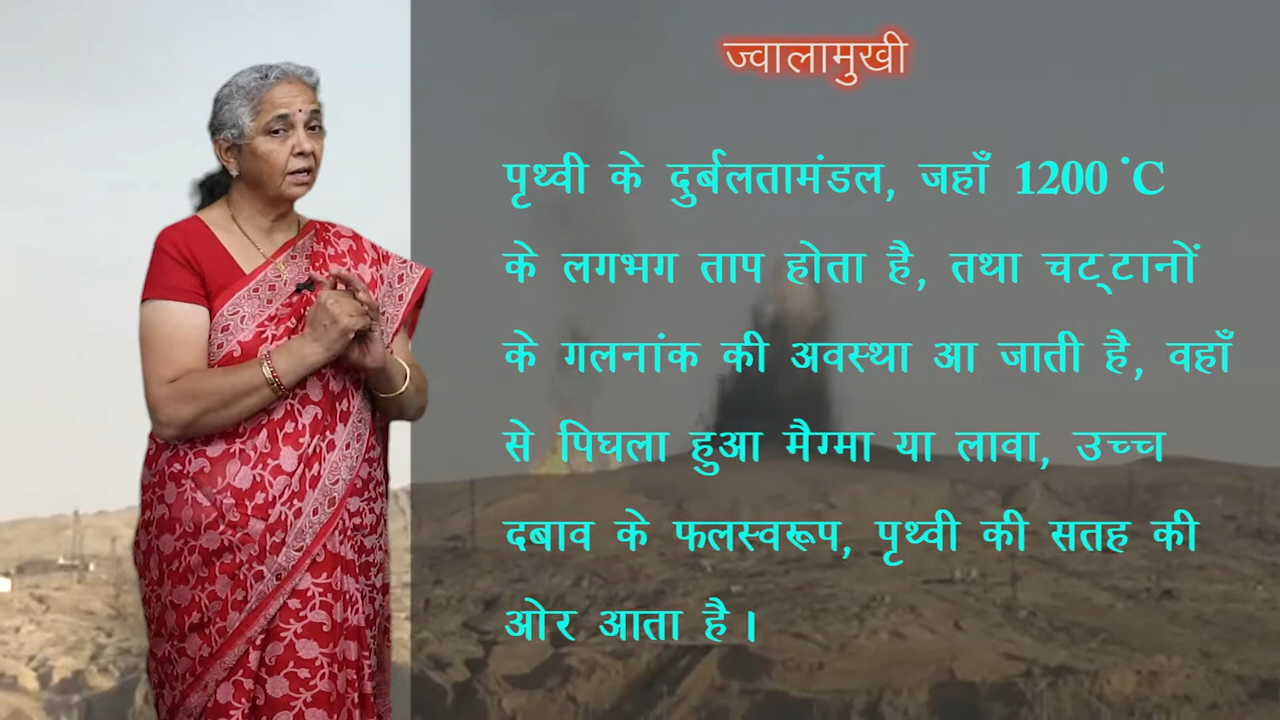 ज्वालामुखी
पृथ्वी के दुर्बलतामंडल, जहाँ 1200 ˙C
के लगभग ताप होता है, तथा चट्टानों
के गलनांक की अवस्था आ जाती है, वहाँ
से पिघला हुआ मैग्मा या लावा, उच्च
दबाव के फलस्वरूप, पृथ्वी की सतह की
ओर आता है।